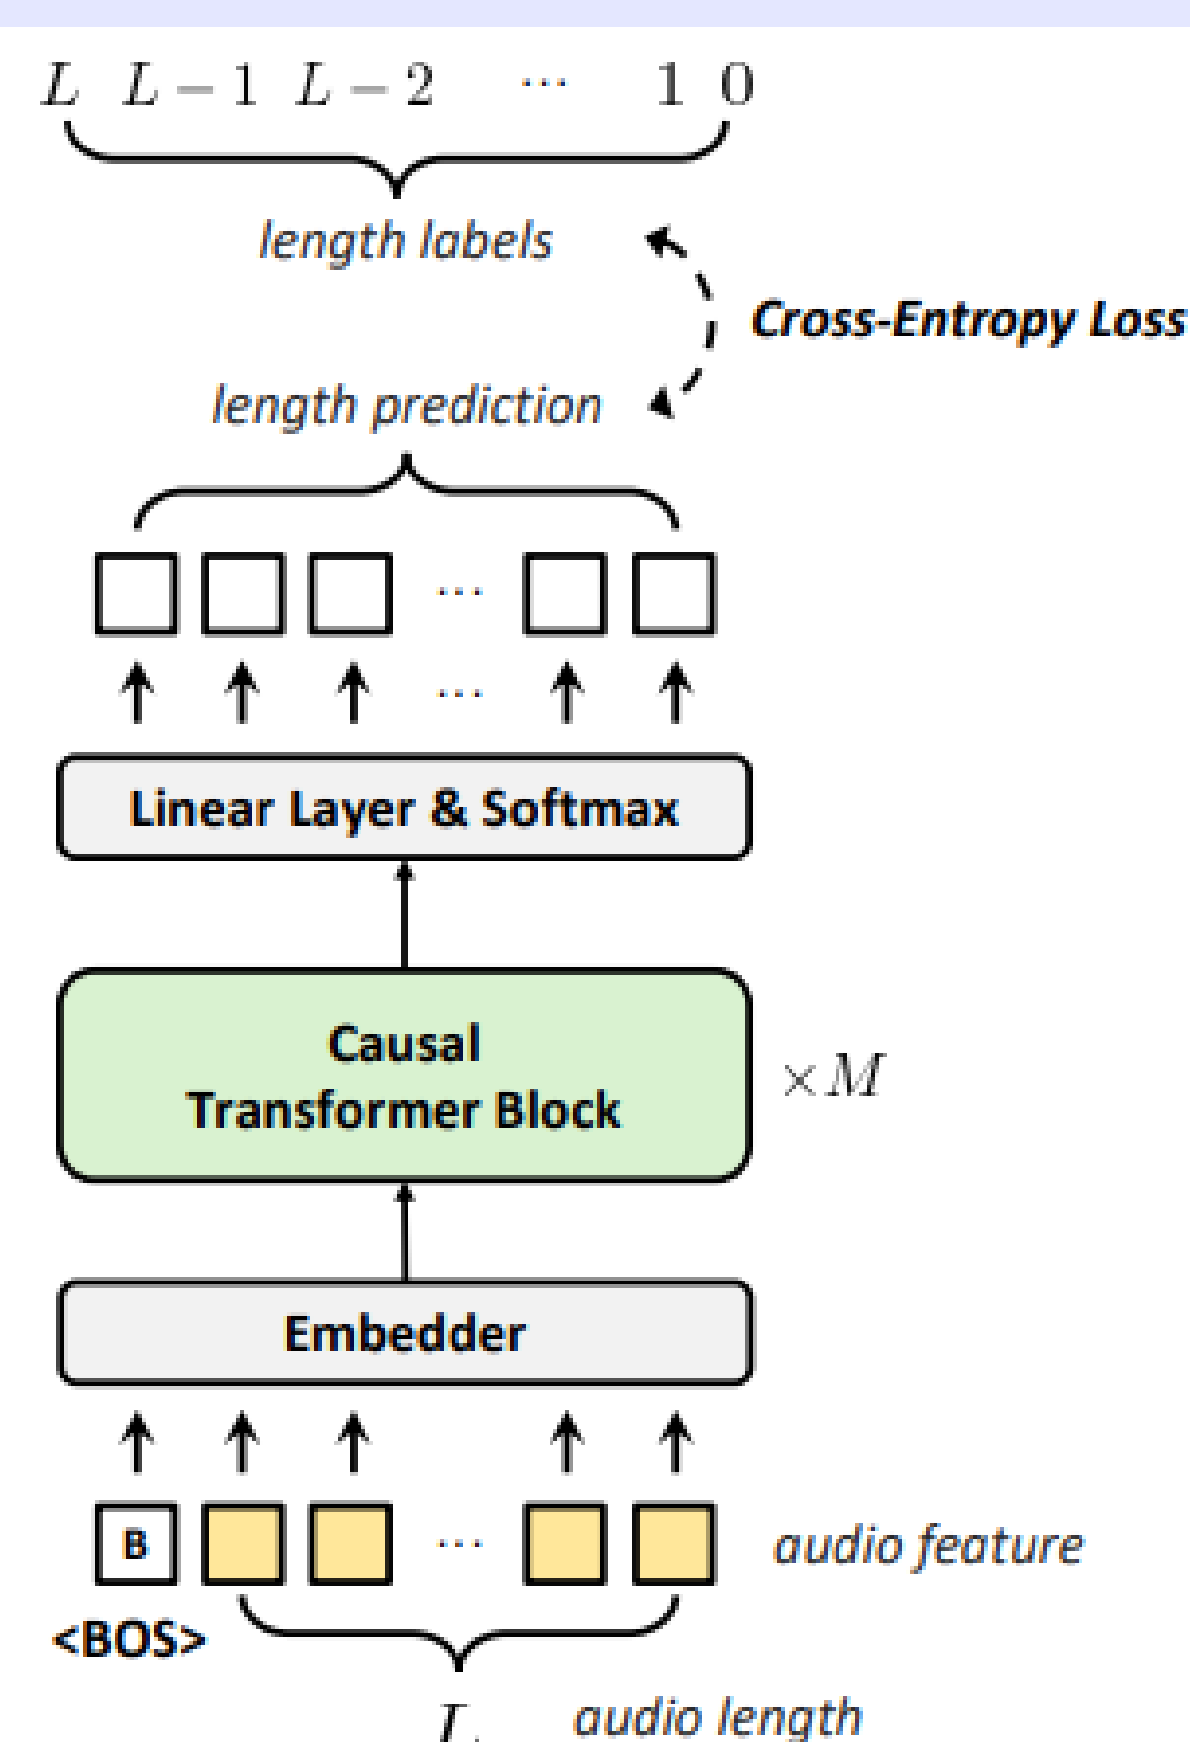 L L − 1 L − 2 ··· 1 0
length labels
Cross-Entropy Loss
length prediction
···
···
Linear Layer & Softmax
Causal
Transformer Block
×M
Embedder
B ··· audio feature
<BOS>
L audio length